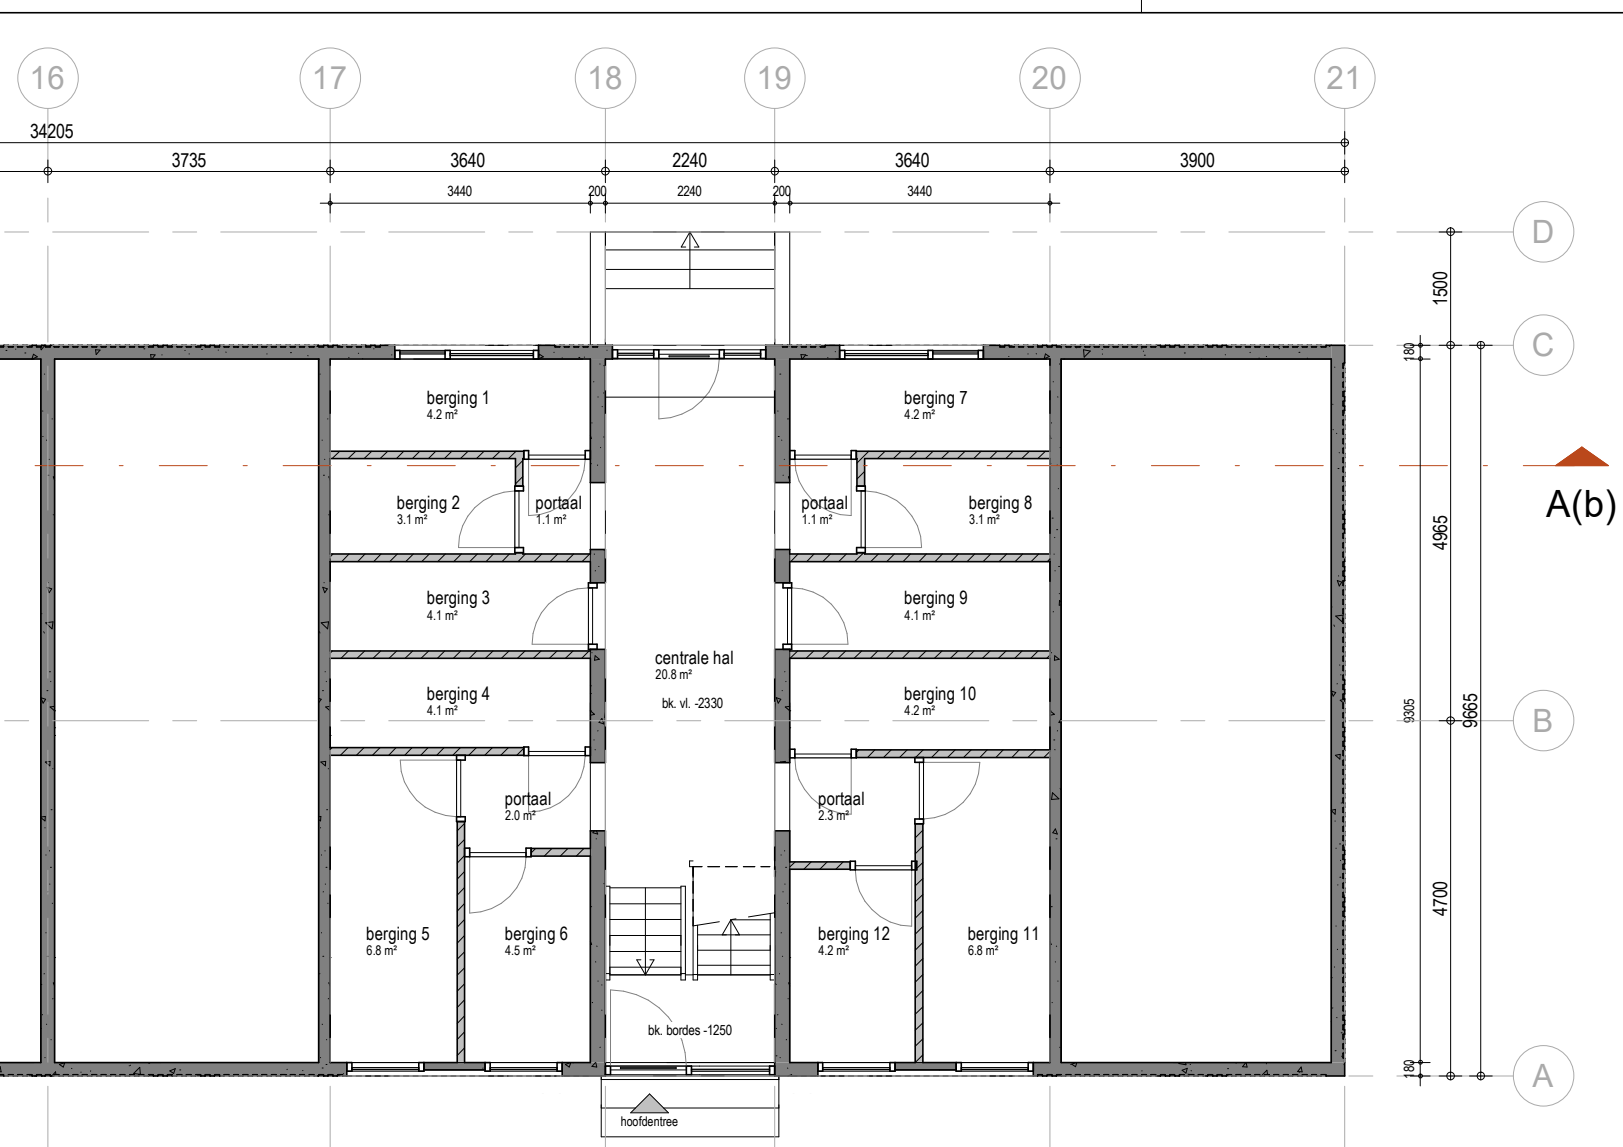 16 17 18 19 20 21
34205
3735 3640 2240 3640 3900
3440 200 2240 200 3440
D
1500
C
180
berging 1
4.2 m²
berging 7
4.2 m²
A(b)
berging 2
3.1 m²
portaal
1.1 m²
portaal
1.1 m²
berging 8
3.1 m²
4965
berging 3
4.1 m²
berging 9
4.1 m²
centrale hal
20.8 m²
bk. vl. -2330
berging 4
4.1 m²
berging 10
4.2 m²
9305
9665
B
portaal
2.0 m²
portaal
2.3 m²
4700
berging 5
6.8 m²
berging 6
4.5 m²
berging 12
4.2 m²
berging 11
6.8 m²
bk. bordes -1250
180
A
hoofdentree